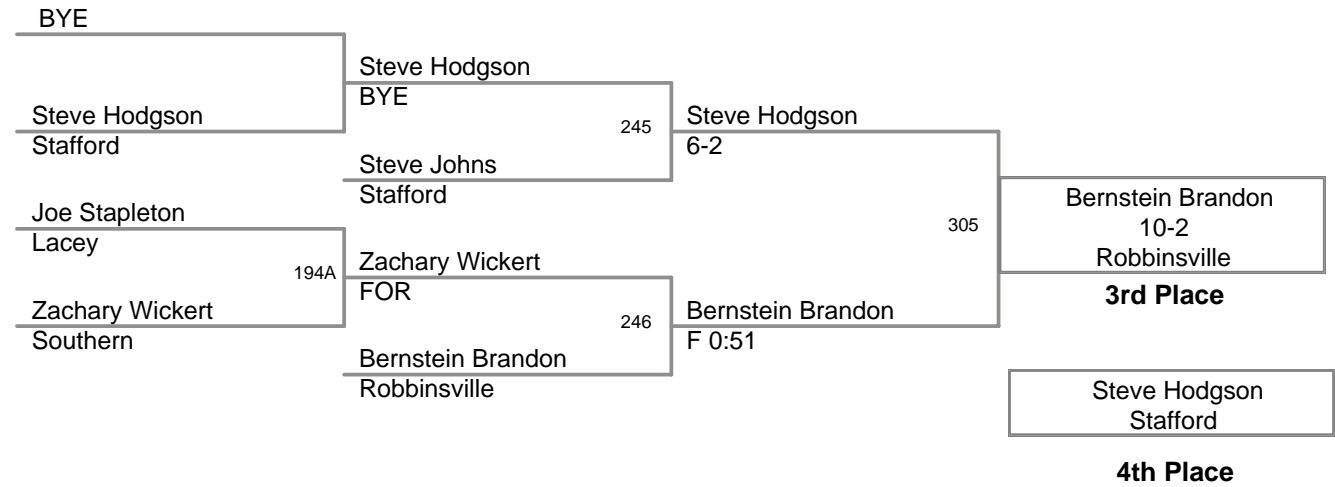 BYE
Steve Hodgson
BYE
Steve Hodgson
Stafford
245
Steve Hodgson
6-2
Steve Johns
Stafford
Joe Stapleton
Lacey
194A
Zachary Wickert
FOR
Zachary Wickert
Southern
246
Bernstein Brandon
F 0:51
Bernstein Brandon
Robbinsville
305
Bernstein Brandon
10-2
Robbinsville
3rd Place
Steve Hodgson
Stafford
4th Place